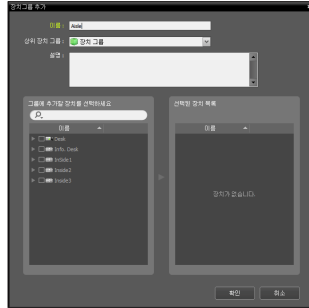 장치그룹 추가
이름 : Aisle
상위 장치 그룹 : 장치 그룹
설명 :
그룹에 추가할 장치를 선택하세요
이름
Desk
Info. Desk
InSide1
Inside2
Inside3
선택된 장치 목록
이름
장치가 없습니다.
확인
취소